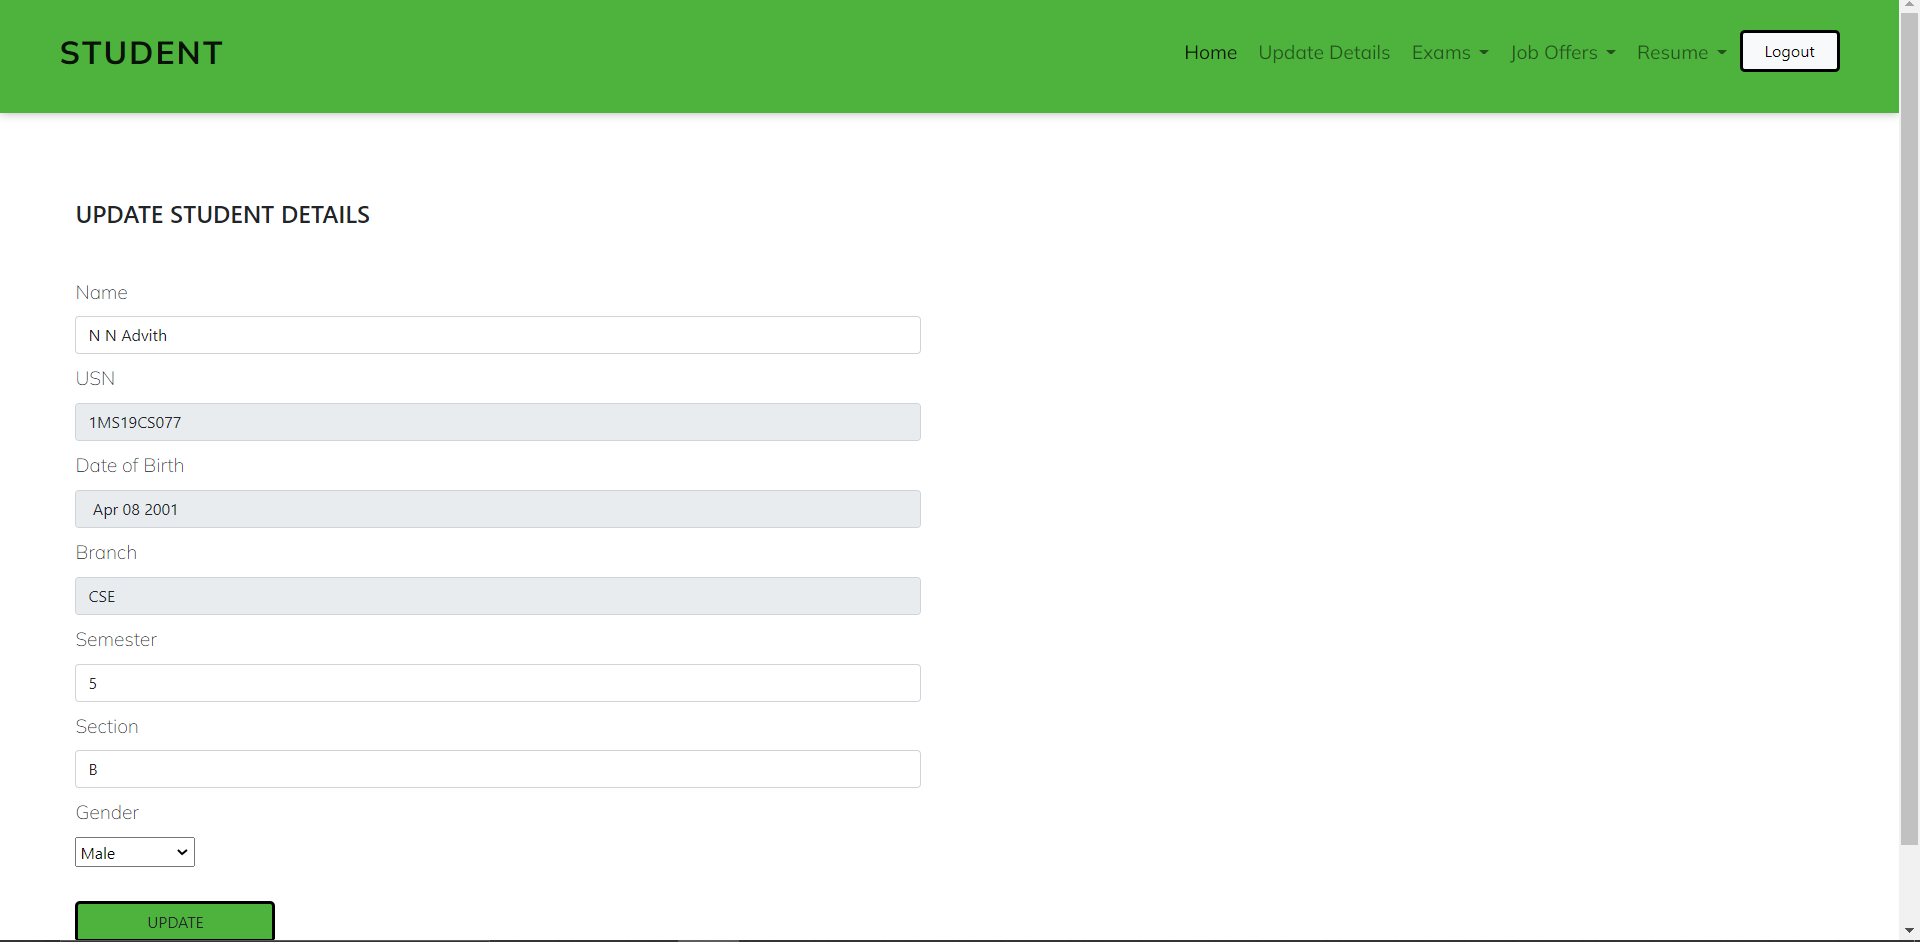 STUDENT
Home Update Details Exams Job Offers Resume Logout
UPDATE STUDENT DETAILS
Name
N N Advith
USN
1MS19CS077
Date of Birth
Apr 08 2001
Branch
CSE
Semester
5
Section
B
Gender
Male
UPDATE